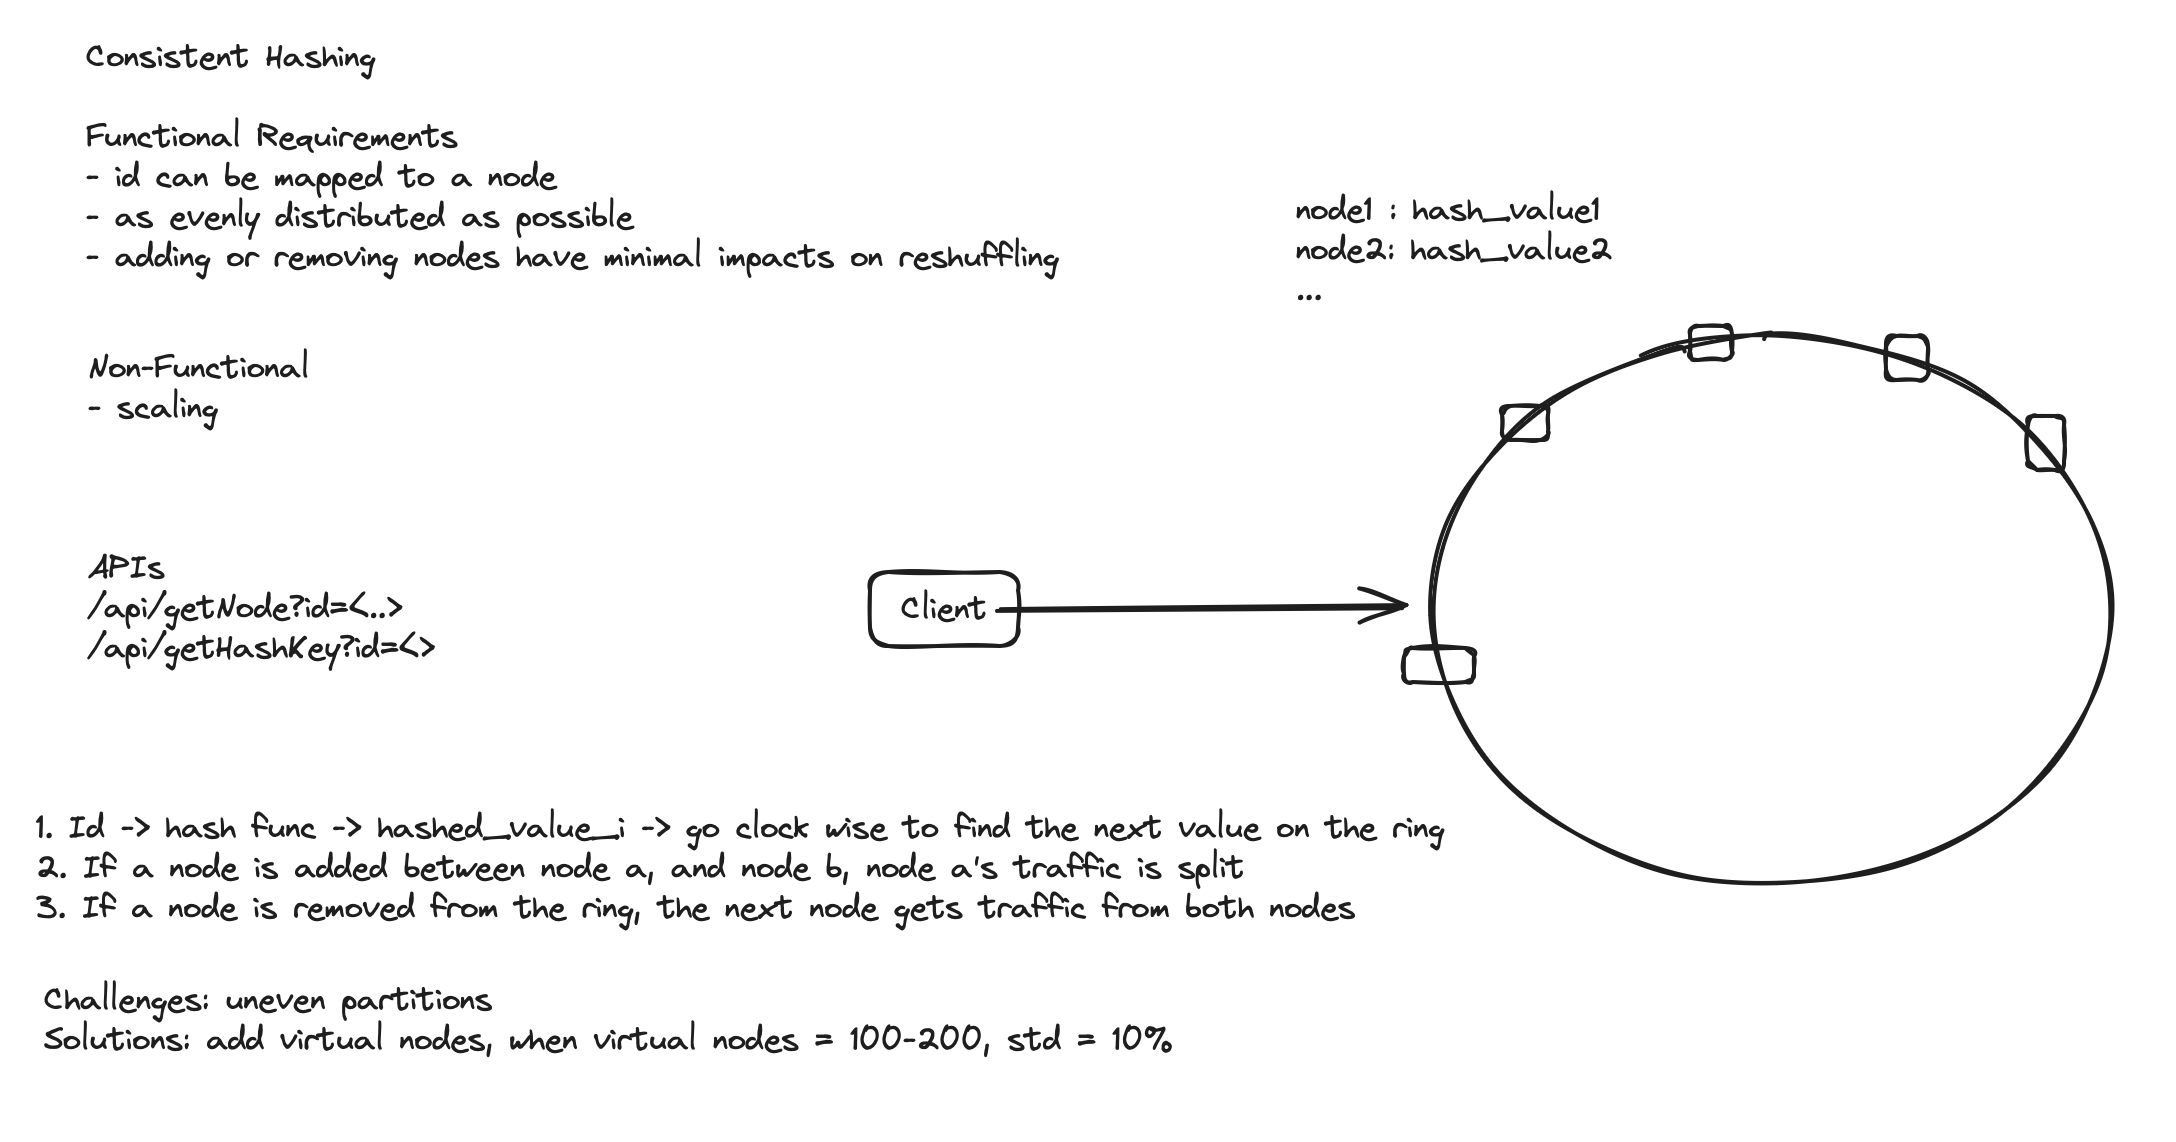 Consistent Hashing
Functional Requirements
- id can be mapped to a node
- as evenly distributed as possible
- adding or removing nodes have minimal impacts on reshuffling
Non-Functional
- scaling
APIs
/api/getNode?id=<..>
/api/getHashKey?id=<>
node1 : hash_value1
node2: hash_value2
...
Client
1. Id -> hash func -> hashed_value_i -> go clock wise to find the next value on the ring
2. If a node is added between node a, and node b, node a's traffic is split
3. If a node is removed from the ring, the next node gets traffic from both nodes
Challenges: uneven partitions
Solutions: add virtual nodes, when virtual nodes = 100-200, std = 10%